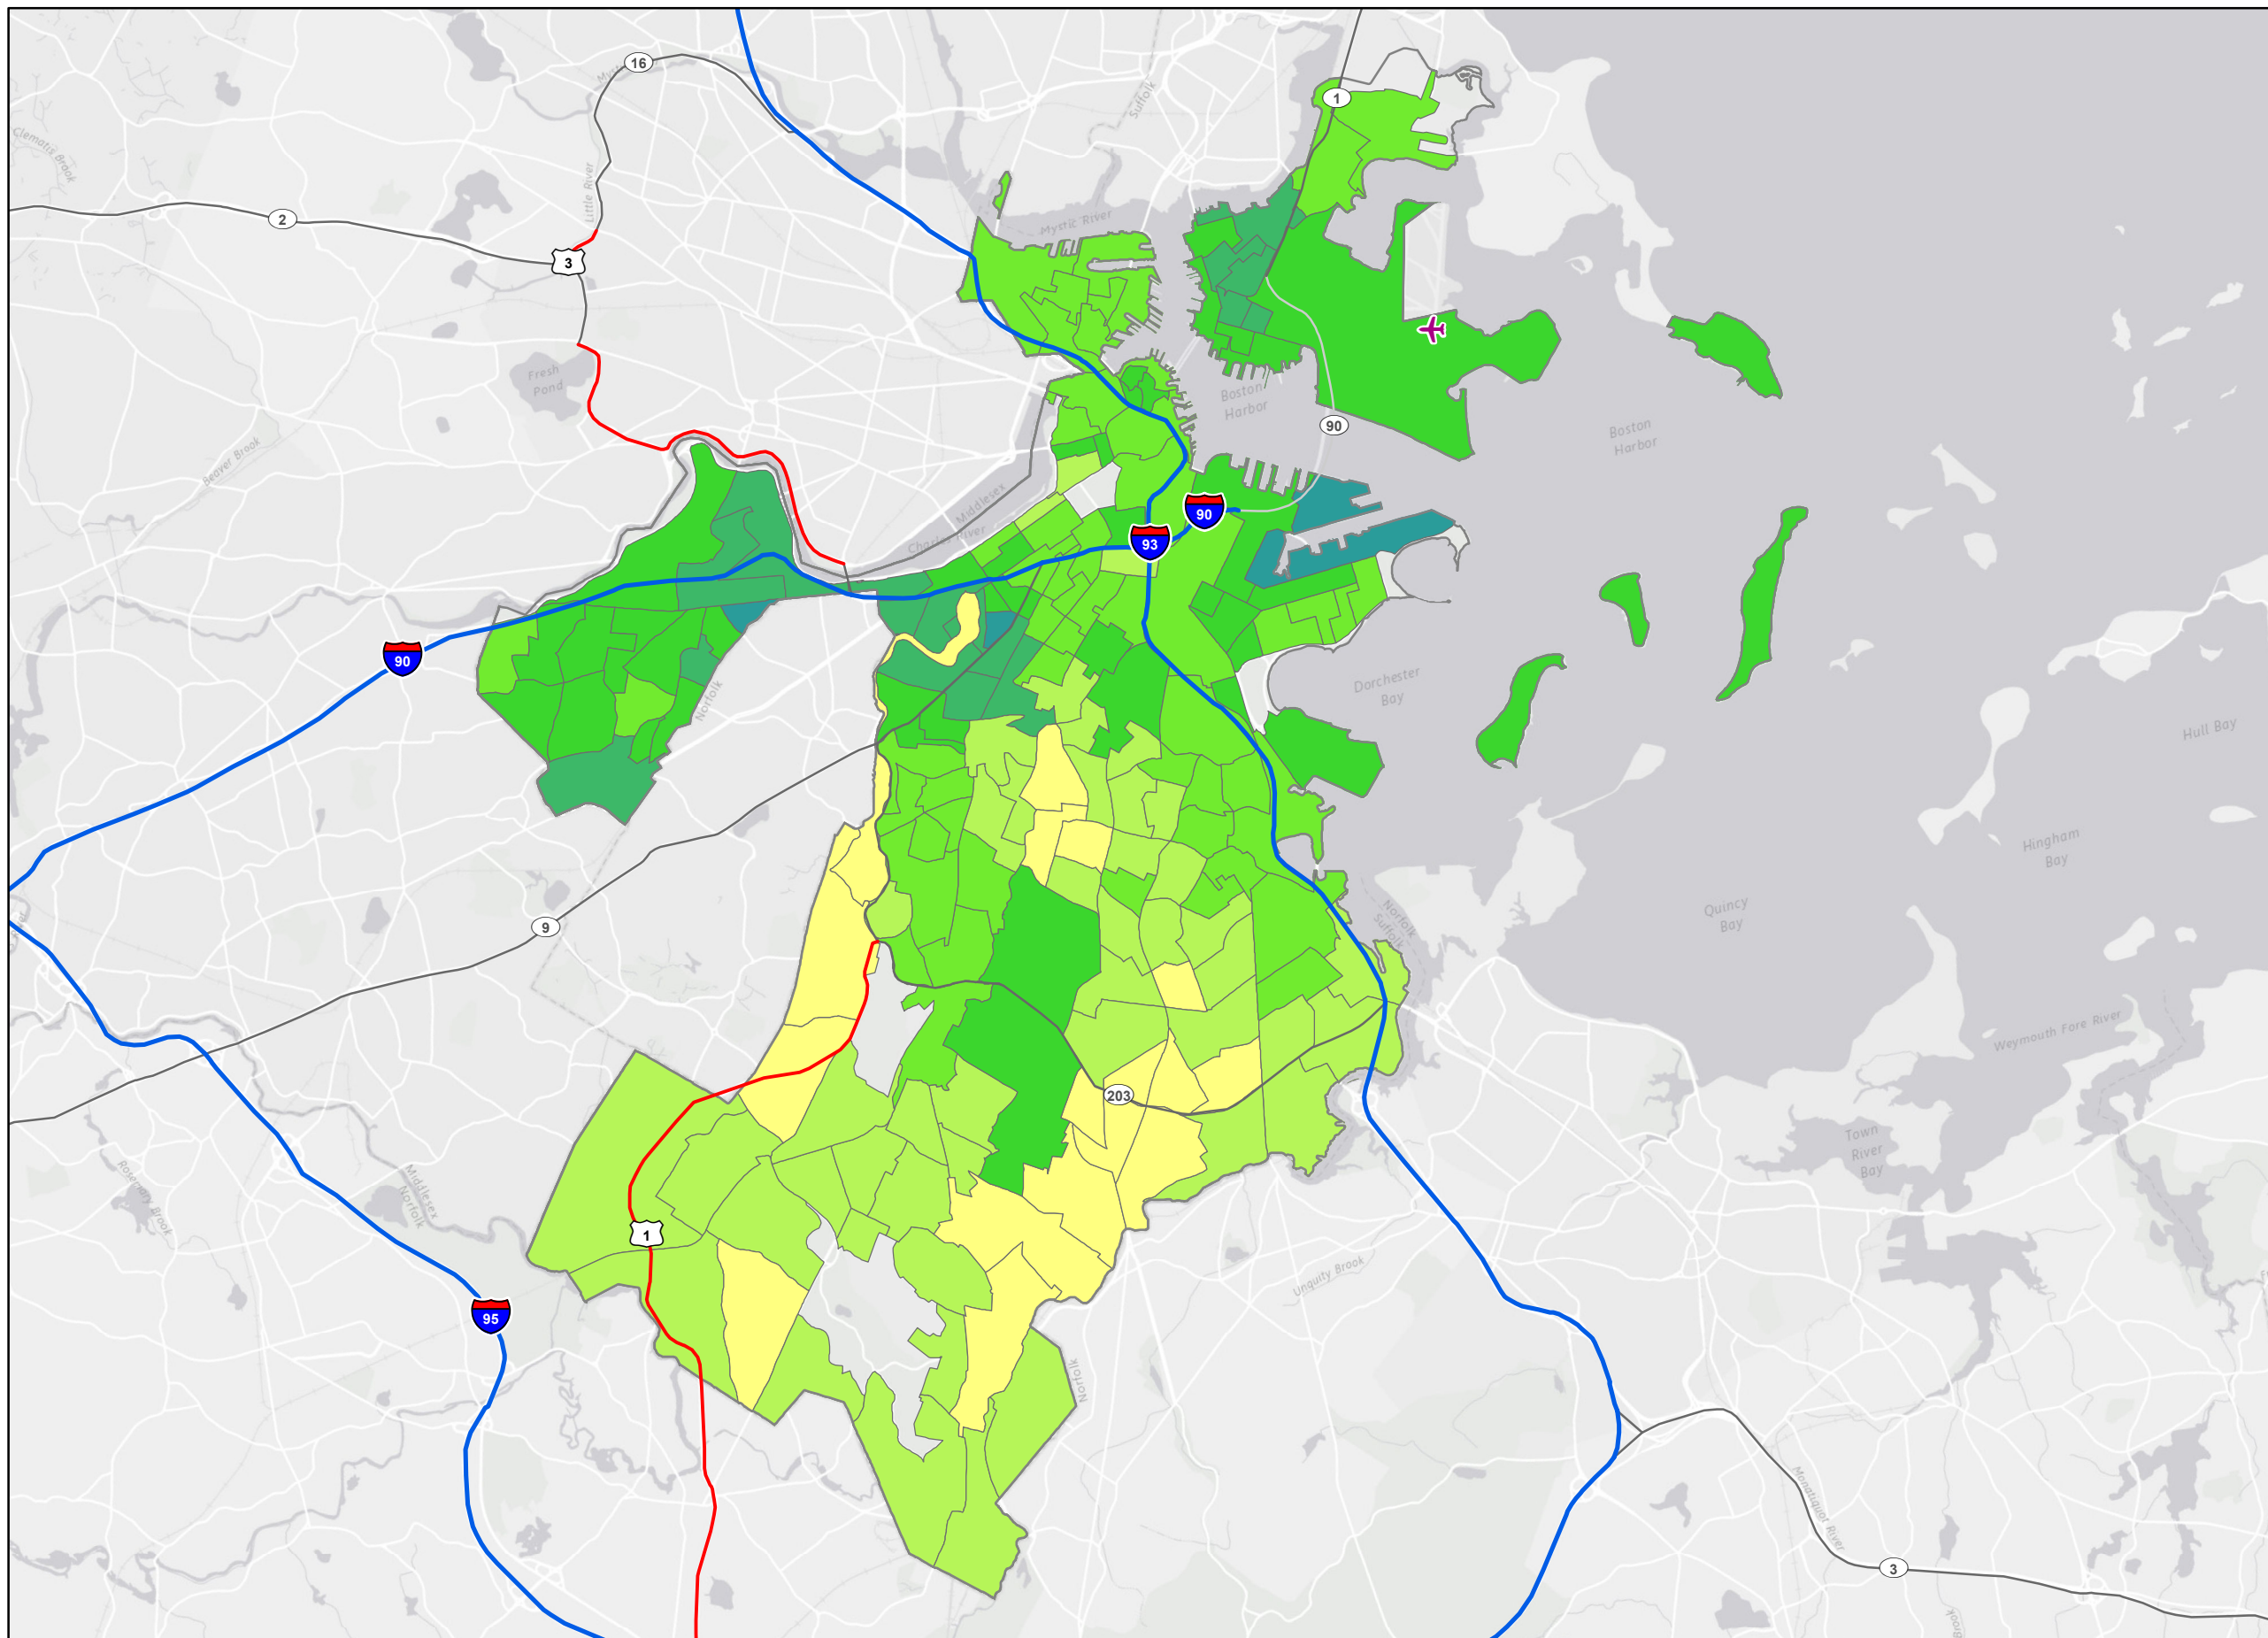 16
Suffolk
1
Clematis Brook
Little River
2
Mystic River
3
Fresh
Pond
Boston
Harbor
90
Boston
Harbor
Beaver Brook
Middlesex
Charles River
90
93
90
Norfolk
Dorchester
Bay
Hull Bay
Hingham
Bay
9
Norfolk
Suffolk
Quincy
Bay
Weymouth Fore River
203
Town
River
Bay
Rosemary Brook
Middlesex
Norfolk
1
Unquity Brook
95
Norfolk
Monatiquot River
3